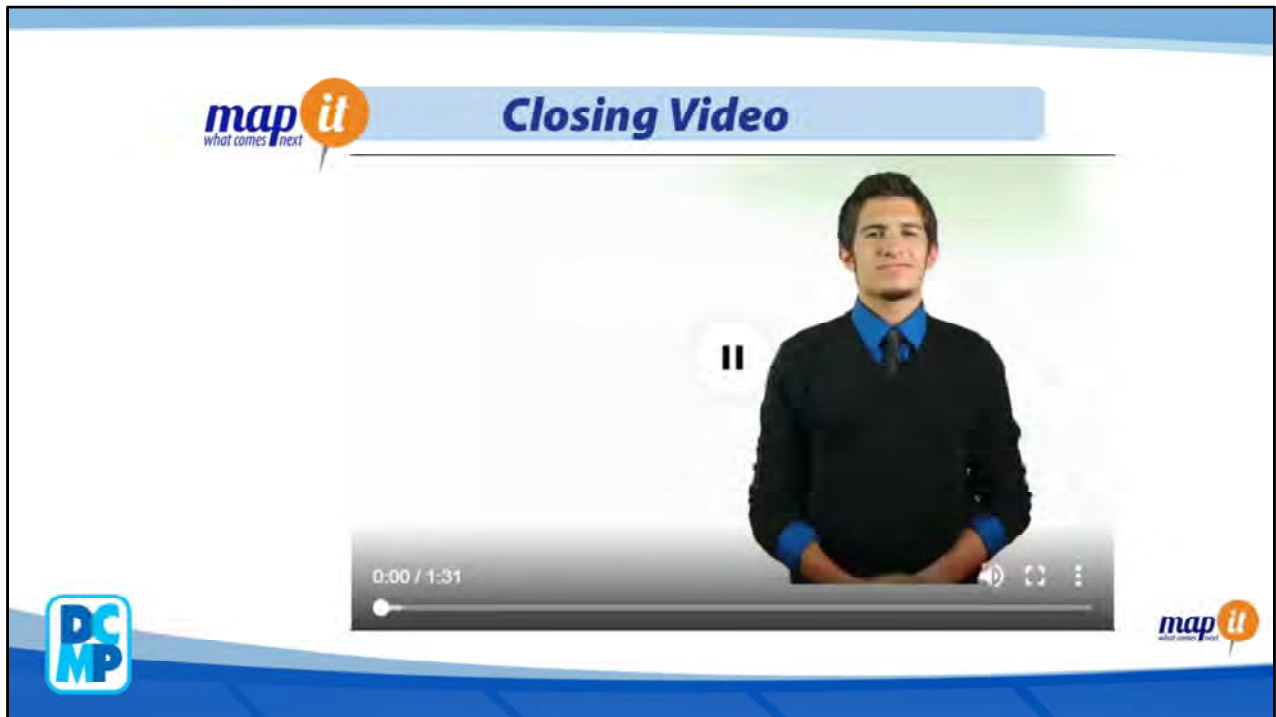 map it
what comes next
Closing Video
0:00 / 1:31
DC
MP
map it
what comes next